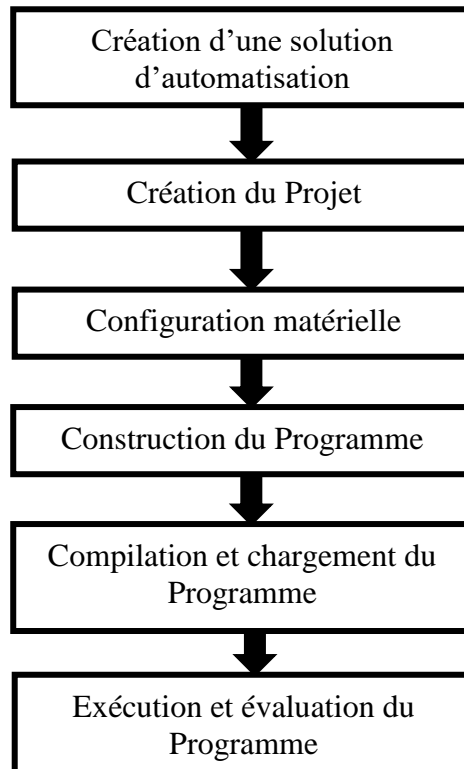 Création d’une solution
d’automatisation
Création du Projet
Configuration matérielle
Construction du Programme
Compilation et chargement du
Programme
Exécution et évaluation du
Programme